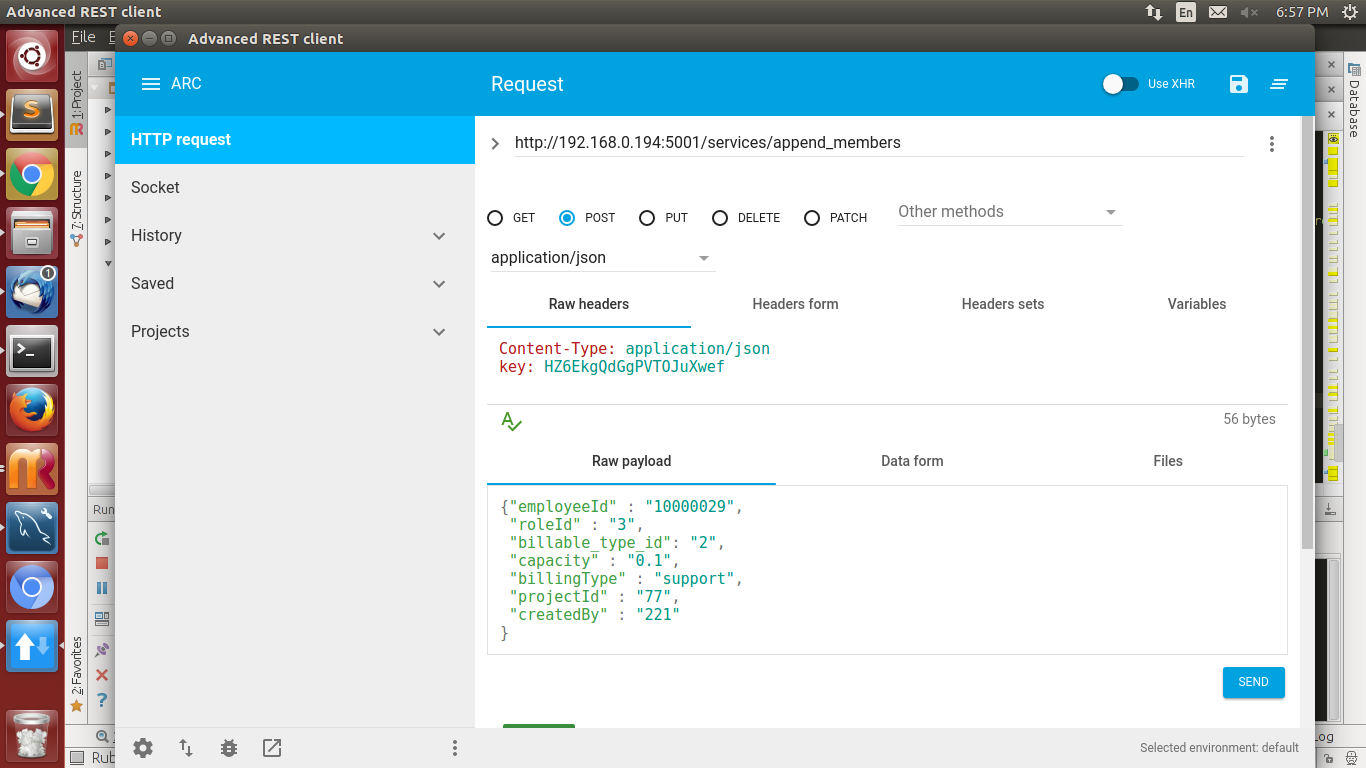 Advanced REST client
En
6:57 PM
File
Advanced REST client
ARC
Request
Use XHR
HTTP request
Socket
History
Saved
Projects
http://192.168.0.194:5001/services/append_members
GET
POST
PUT
DELETE
PATCH
Other methods
application/json
Raw headers
Headers form
Headers sets
Variables
Content-Type: application/json
key: HZ6EkgQdGgPVTOJuXwef
56 bytes
Raw payload
Data form
Files
{"employeeId" : "10000029",
"roleId" : "3",
"billable_type_id": "2",
"capacity" : "0.1",
"billingType" : "support",
"projectId" : "77",
"createdBy" : "221"
}
SEND
Selected environment: default
1: Project
7: Structure
2: Favorites
Run
Database
1